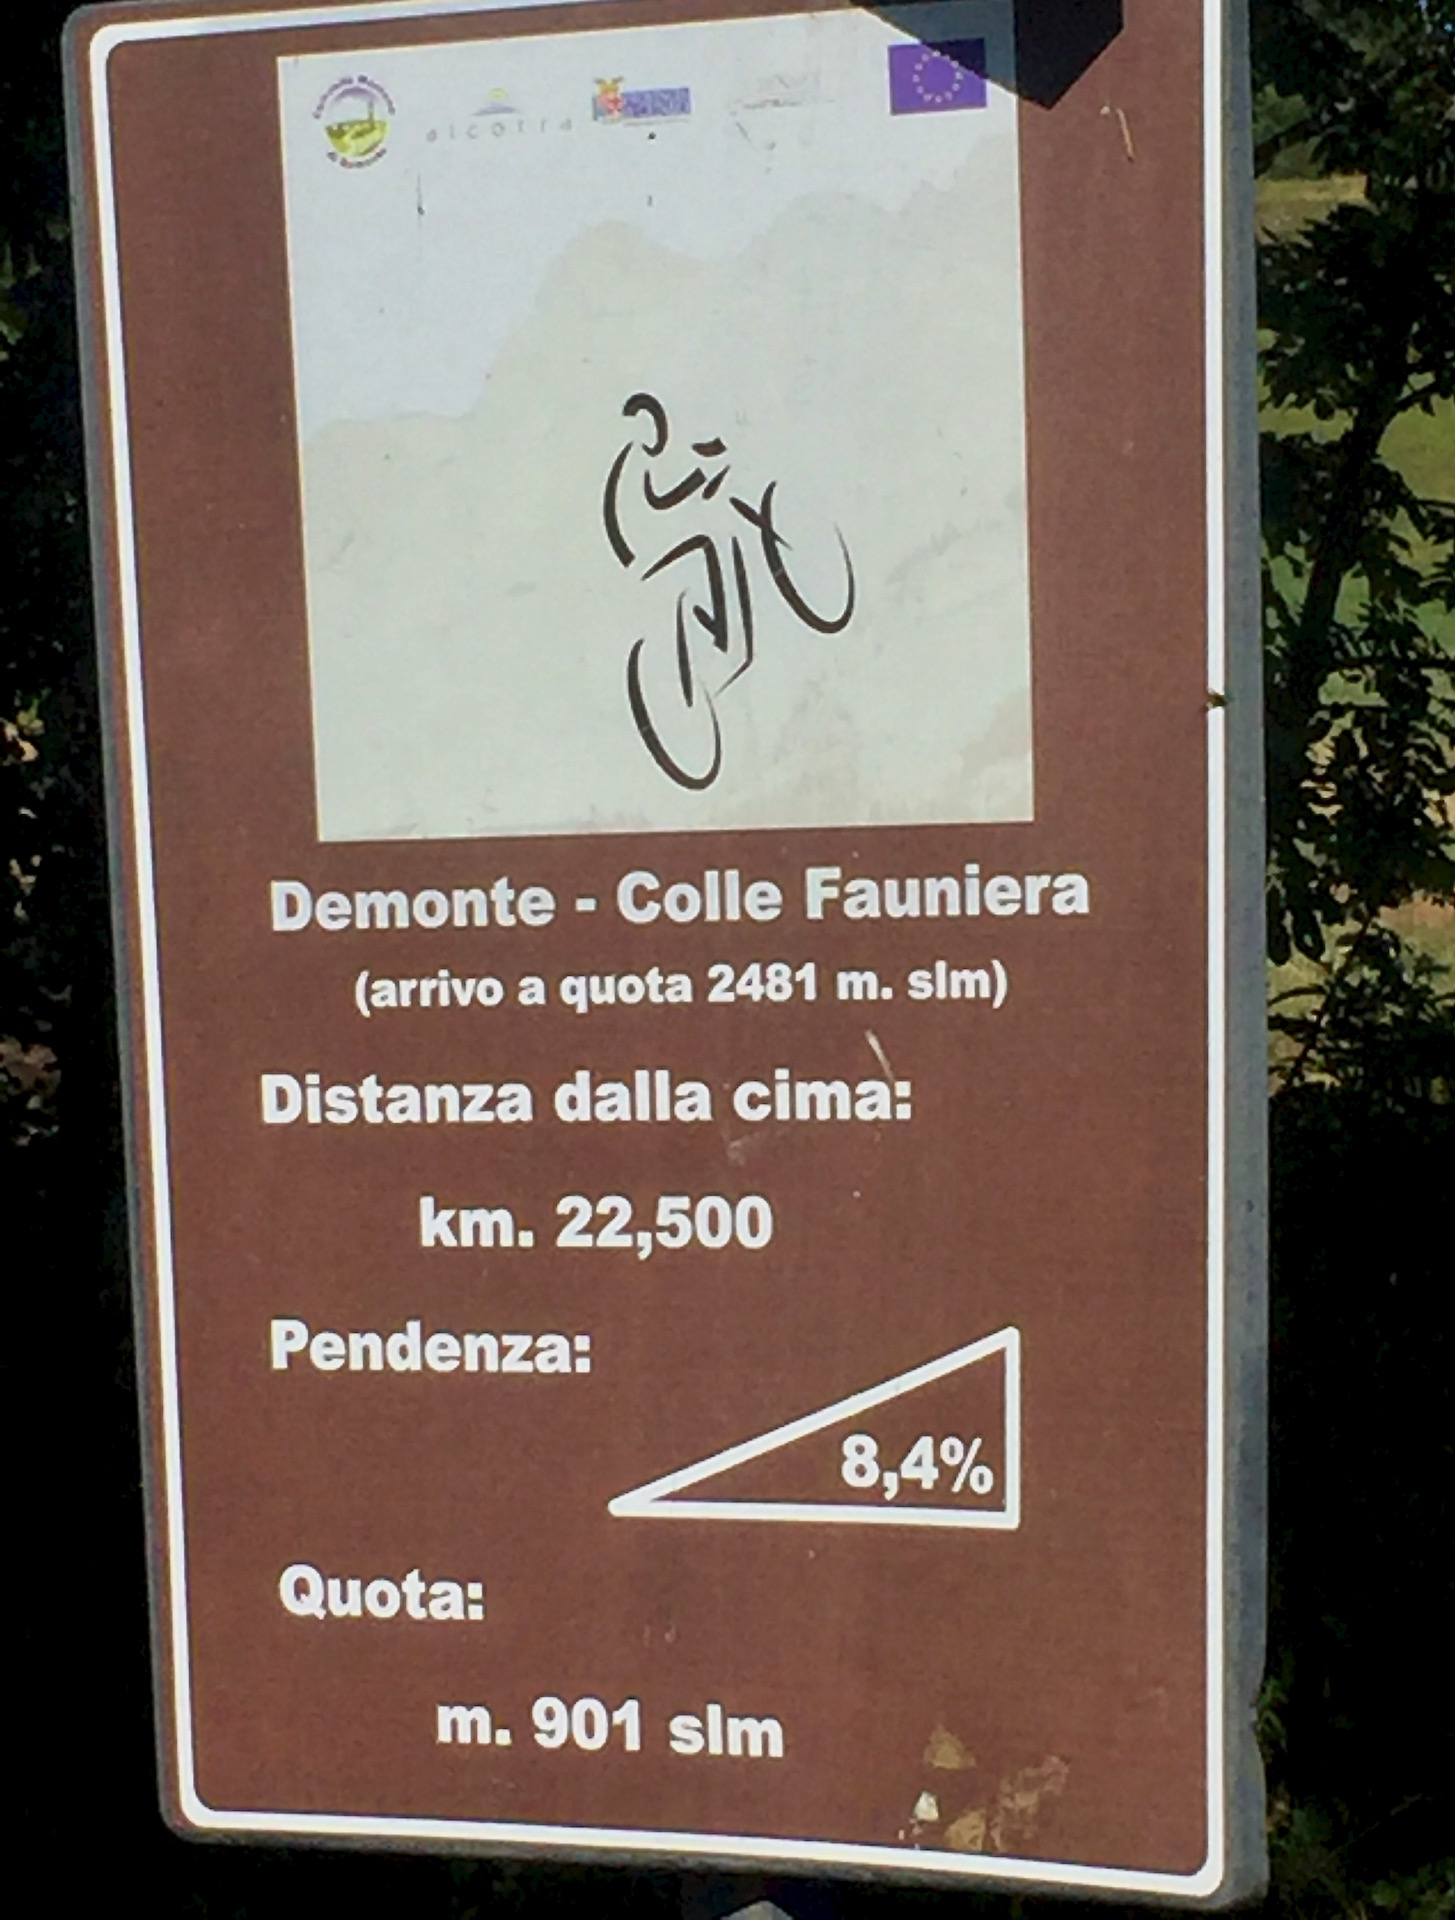 alcotra
Demonte - Colle Fauniera
(arrivo a quota 2481 m. slm)
Distanza dalla cima:
km. 22,500
Pendenza:
8,4%
Quota:
m. 901 slm